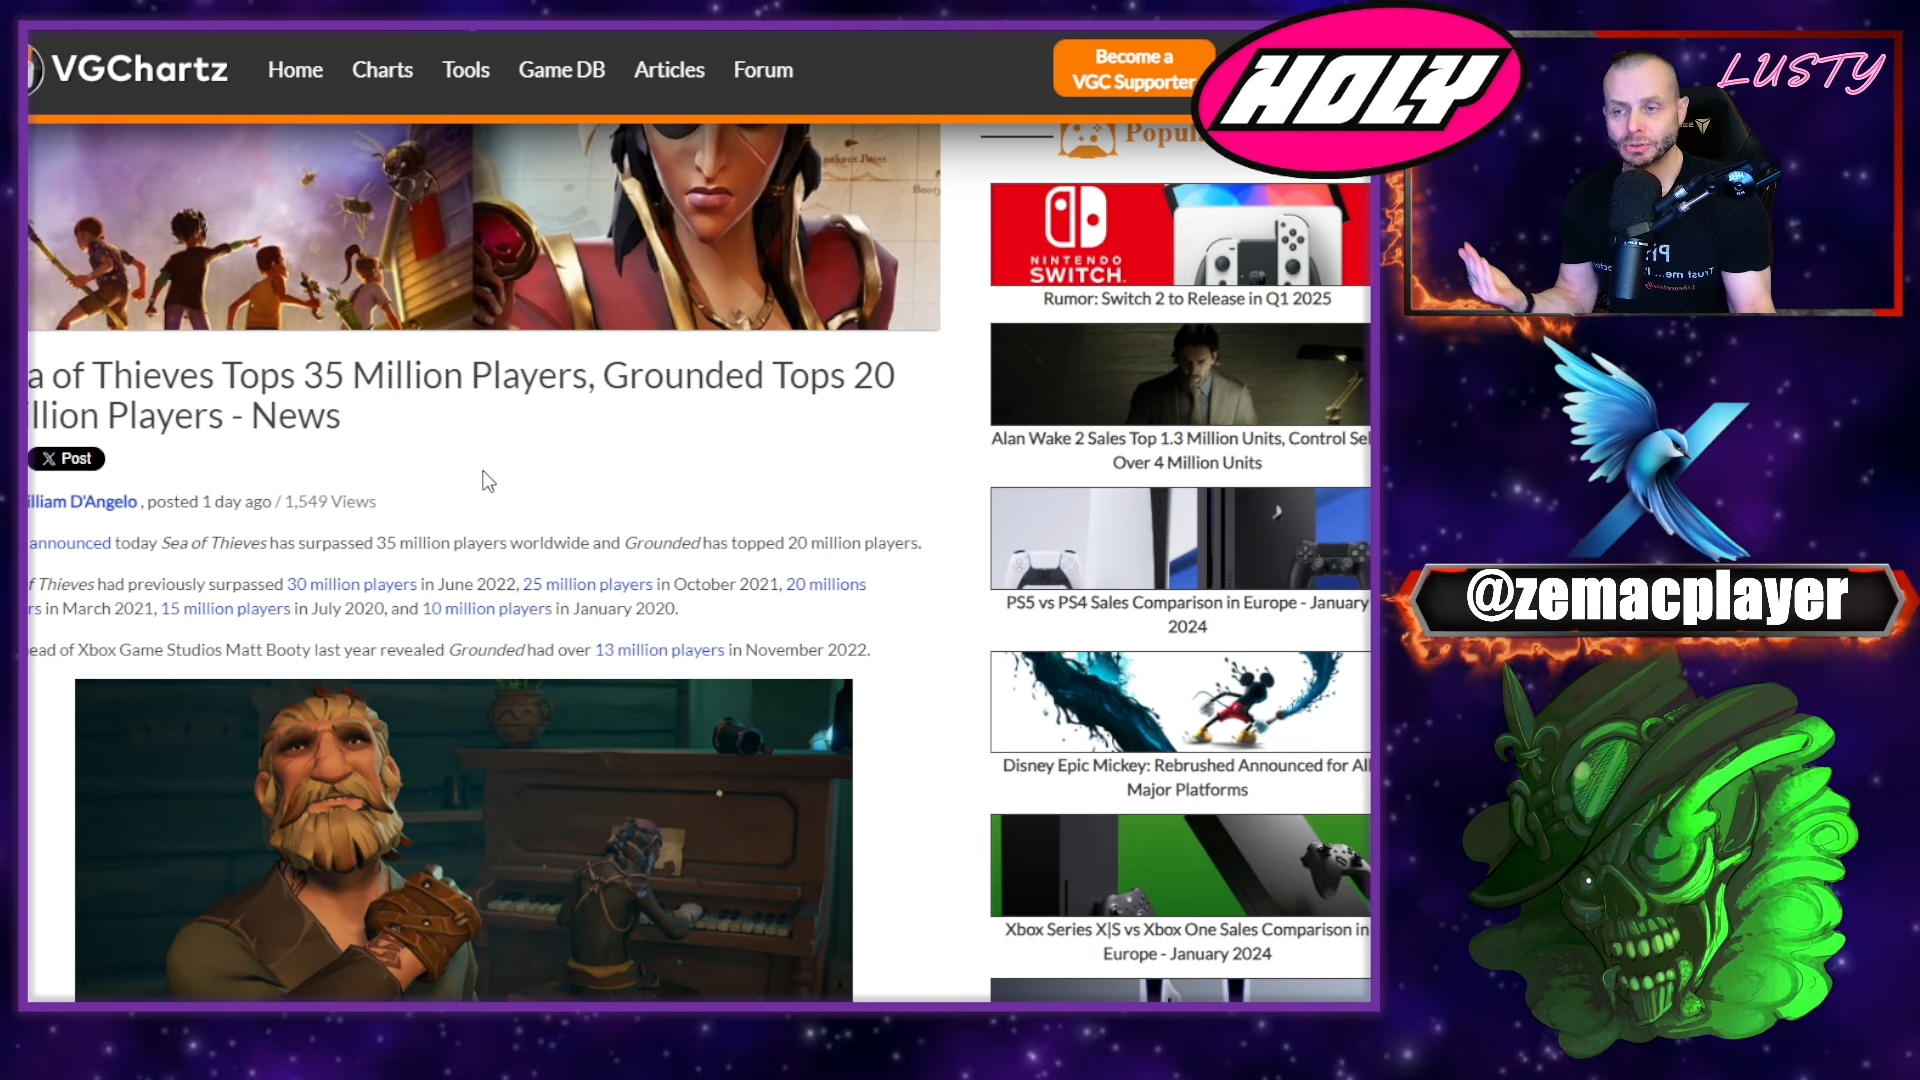 VGChartz
Home Charts Tools Game DB Articles Forum
Become a
VGC Supporter
HOLY
LUSTY
Popul
NINTENDO
SWITCH
Rumor: Switch 2 to Release in Q1 2025
a of Thieves Tops 35 Million Players, Grounded Tops 20
illion Players - News
X Post
illiam D'Angelo , posted 1 day ago / 1,549 Views
announced today Sea of Thieves has surpassed 35 million players worldwide and Grounded has topped 20 million players.
f Thieves had previously surpassed 30 million players in June 2022, 25 million players in October 2021, 20 millions
rs in March 2021, 15 million players in July 2020, and 10 million players in January 2020.
ead of Xbox Game Studios Matt Booty last year revealed Grounded had over 13 million players in November 2022.
Alan Wake 2 Sales Top 1.3 Million Units, Control Sel
Over 4 Million Units
PS5 vs PS4 Sales Comparison in Europe - January
2024
Disney Epic Mickey: Rebrushed Announced for All
Major Platforms
Xbox Series X|S vs Xbox One Sales Comparison in
Europe - January 2024
@zemacplayer